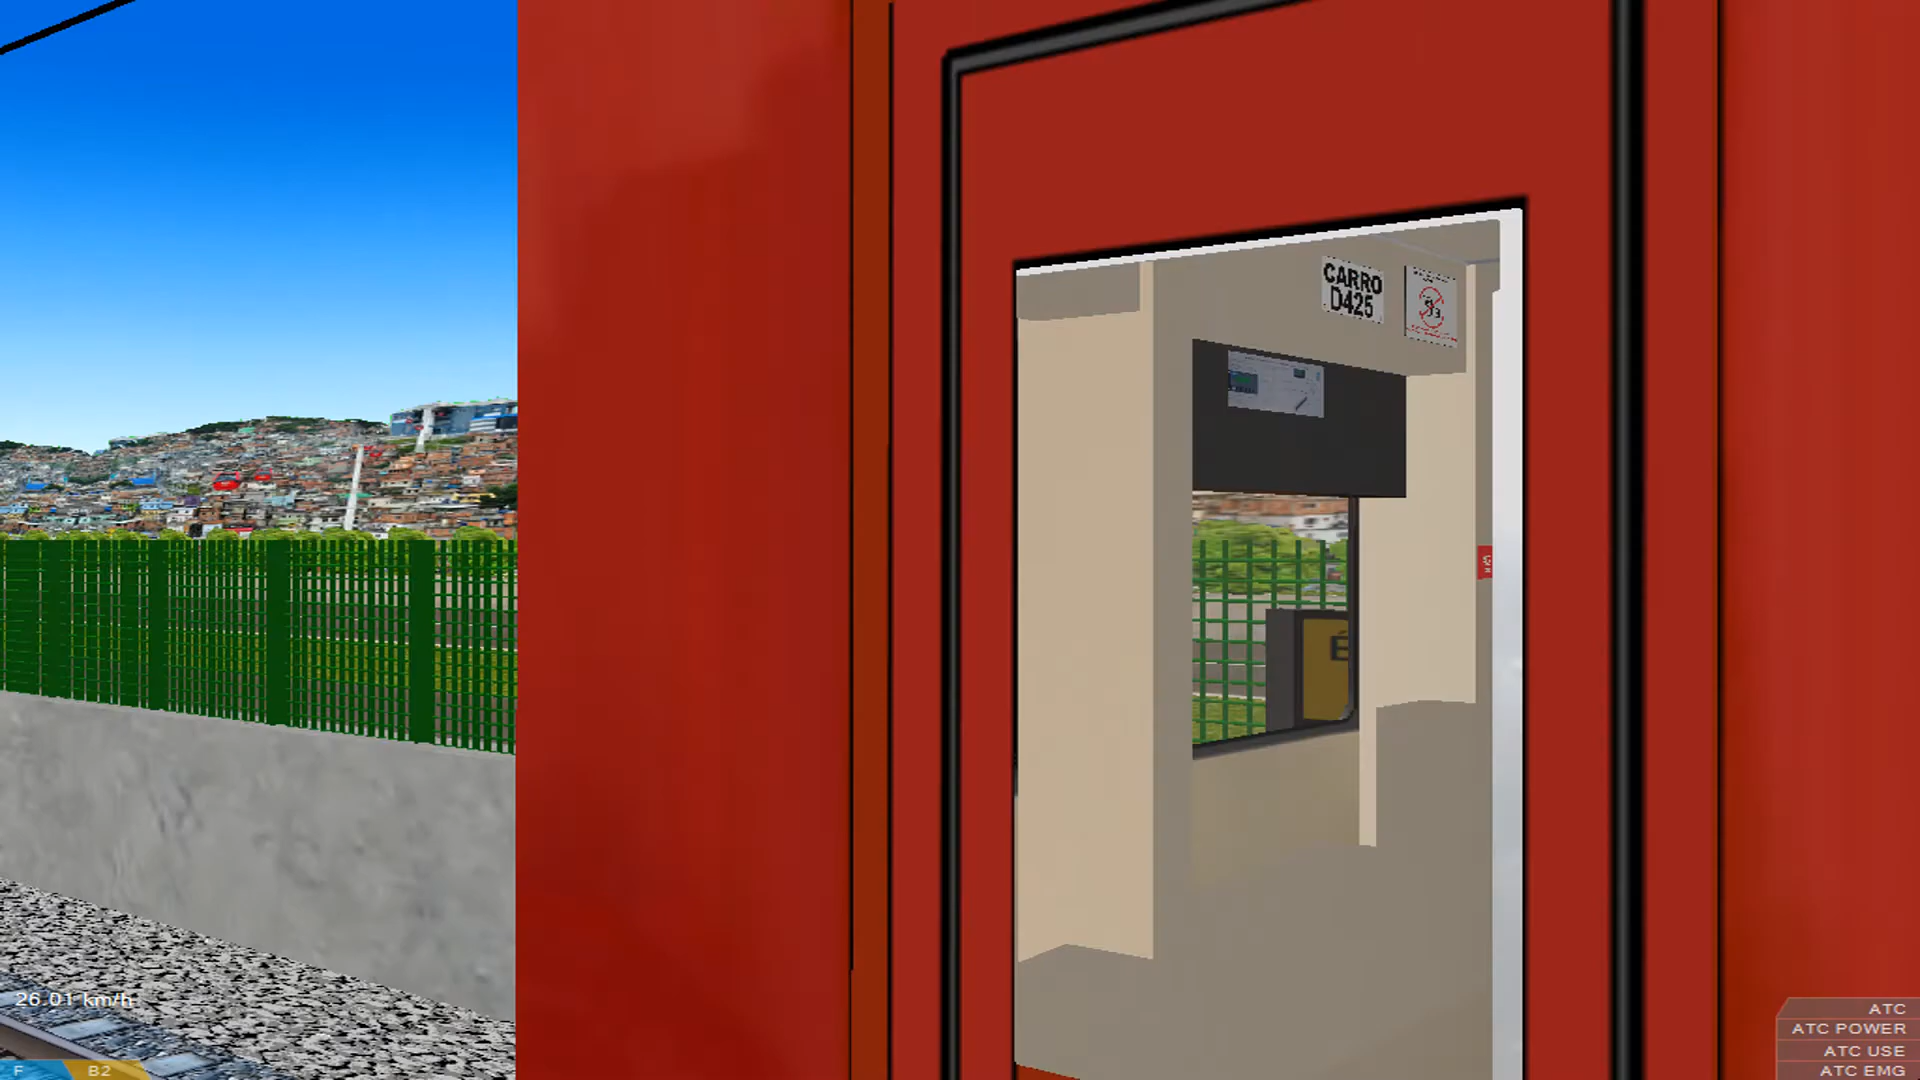 CARRO
D425
É
26.01 km/h
F
B2
ATC
ATC POWER
ATC USE
ATC EMG